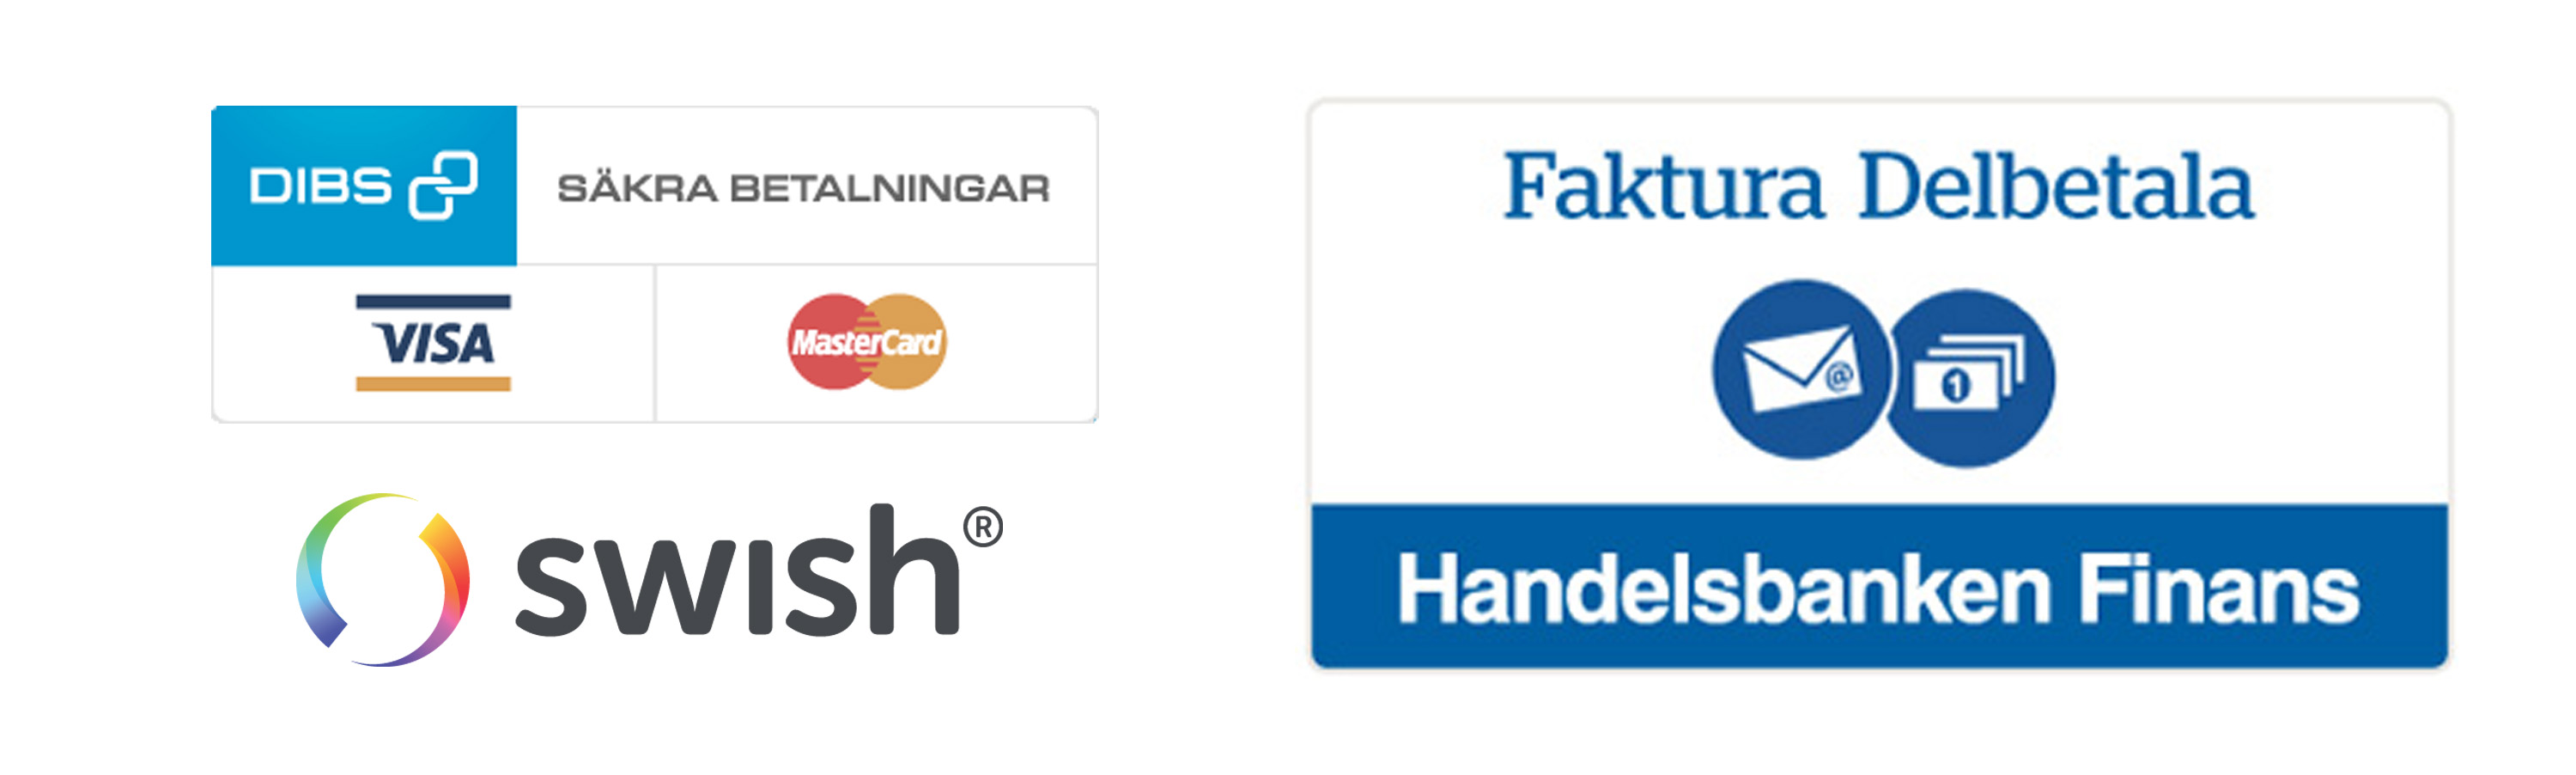 DIBS SÄKRA BETALNINGAR
VISA MasterCard
swish®
Faktura Delbetala
@ 1
Handelsbanken Finans